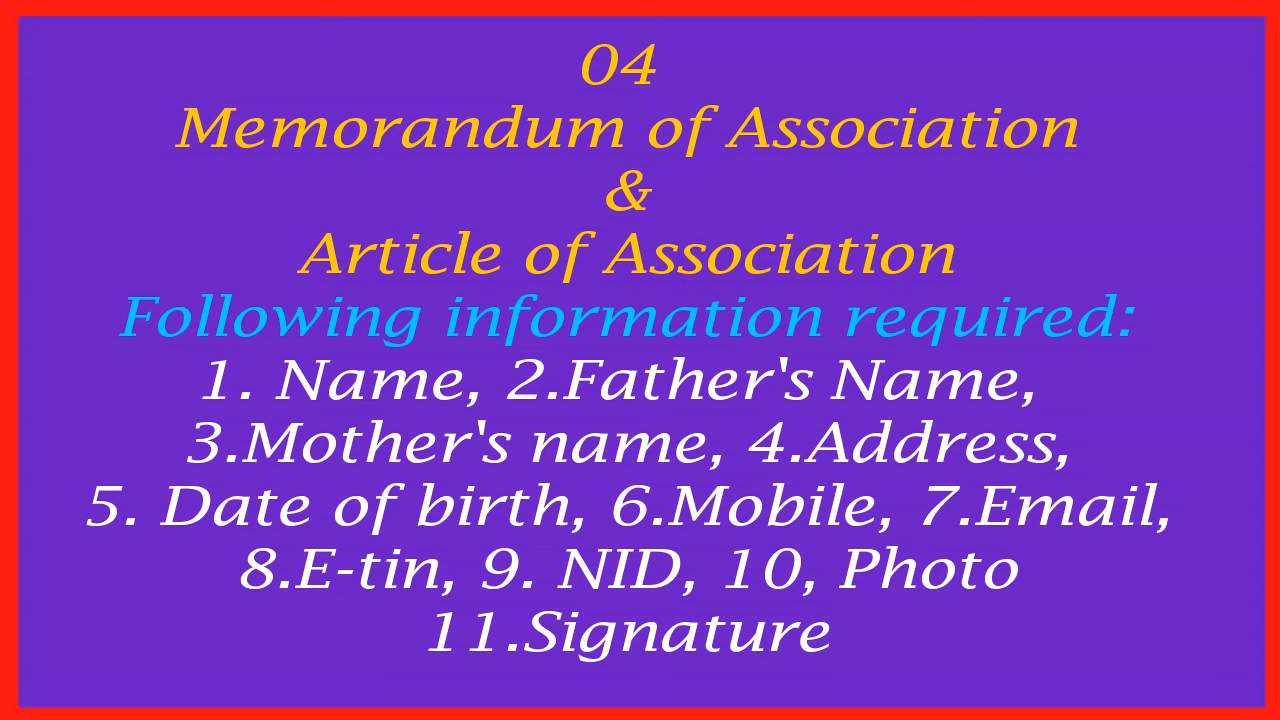 04
Memorandum of Association
&
Article of Association
Following information required:
1. Name, 2.Father's Name,
3.Mother's name, 4.Address,
5. Date of birth, 6.Mobile, 7.Email,
8.E-tin, 9. NID, 10, Photo
11.Signature